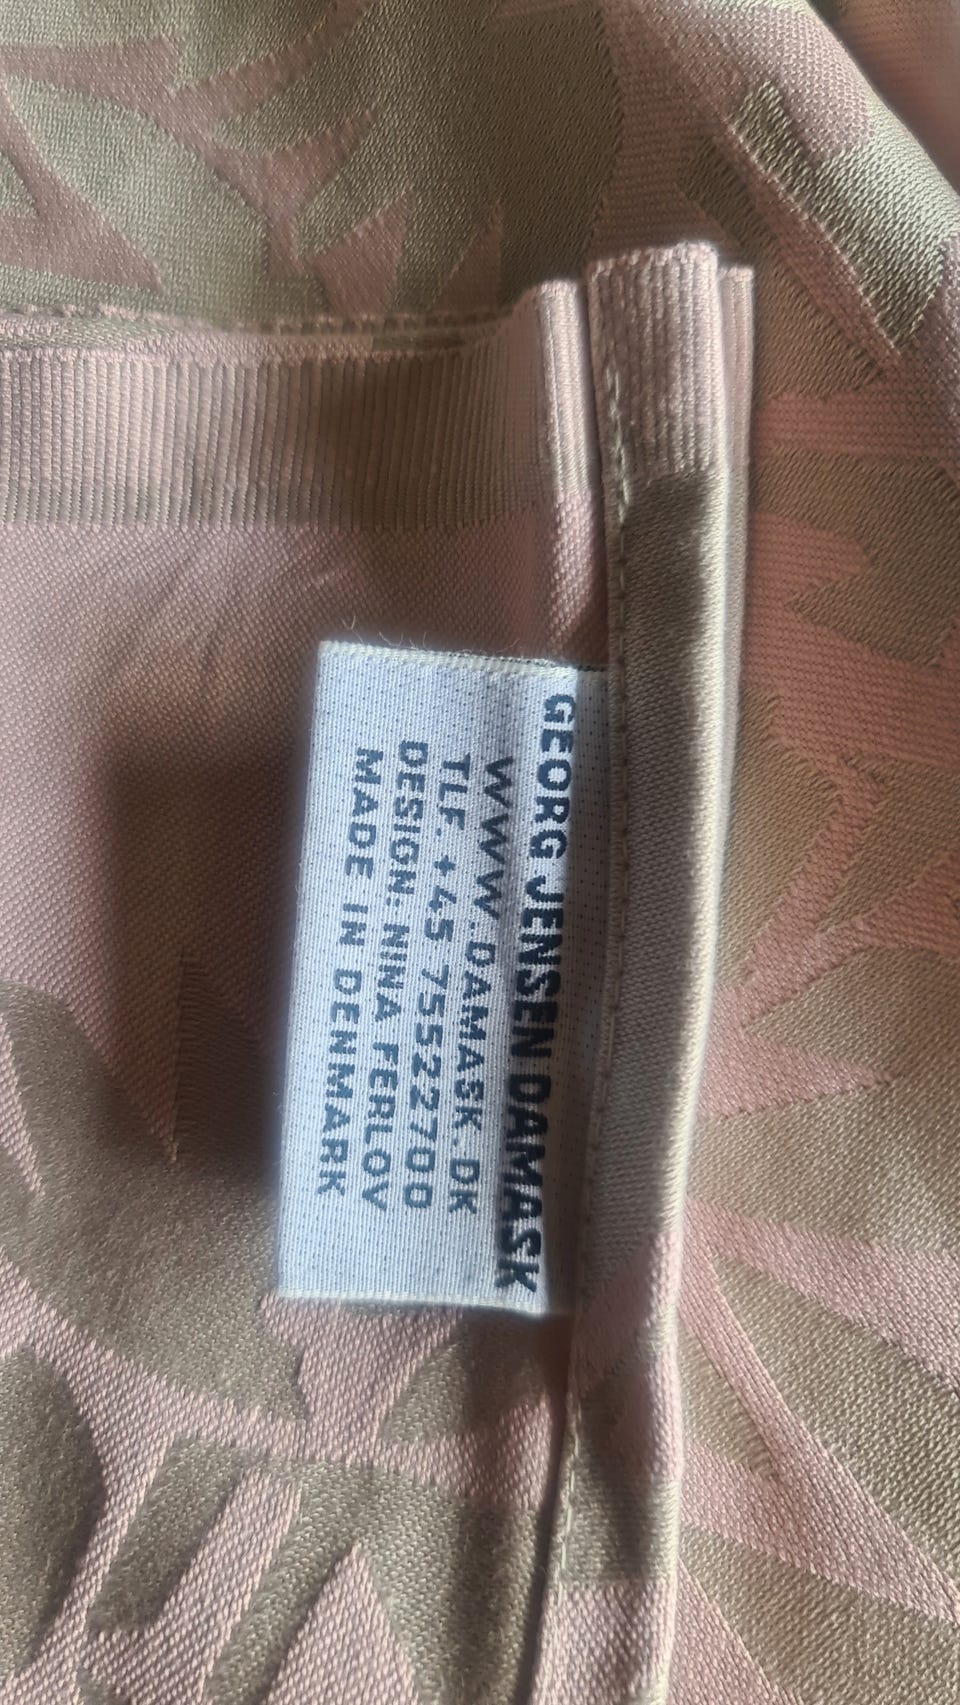 GEORG JENSEN DAMASK
WWW.DAMASK.DK
TLF. +45 75522700
DESIGN: NINA FERLOV
MADE IN DENMARK